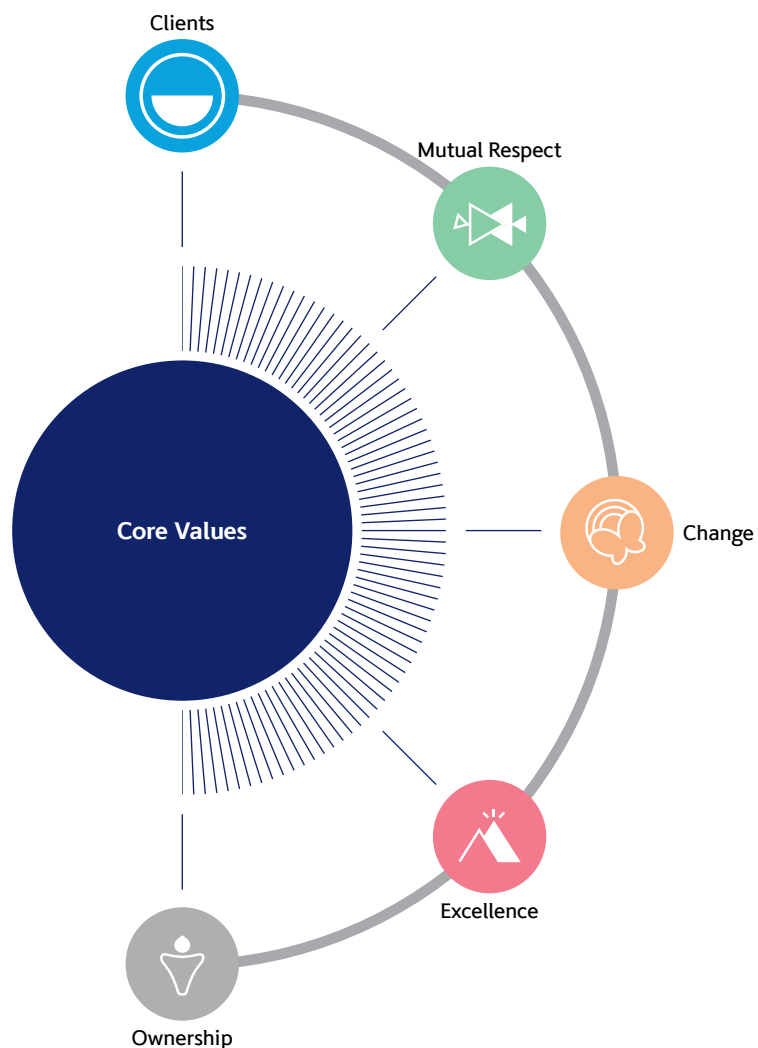 Clients
Mutual Respect
Core Values
Change
Excellence
Ownership